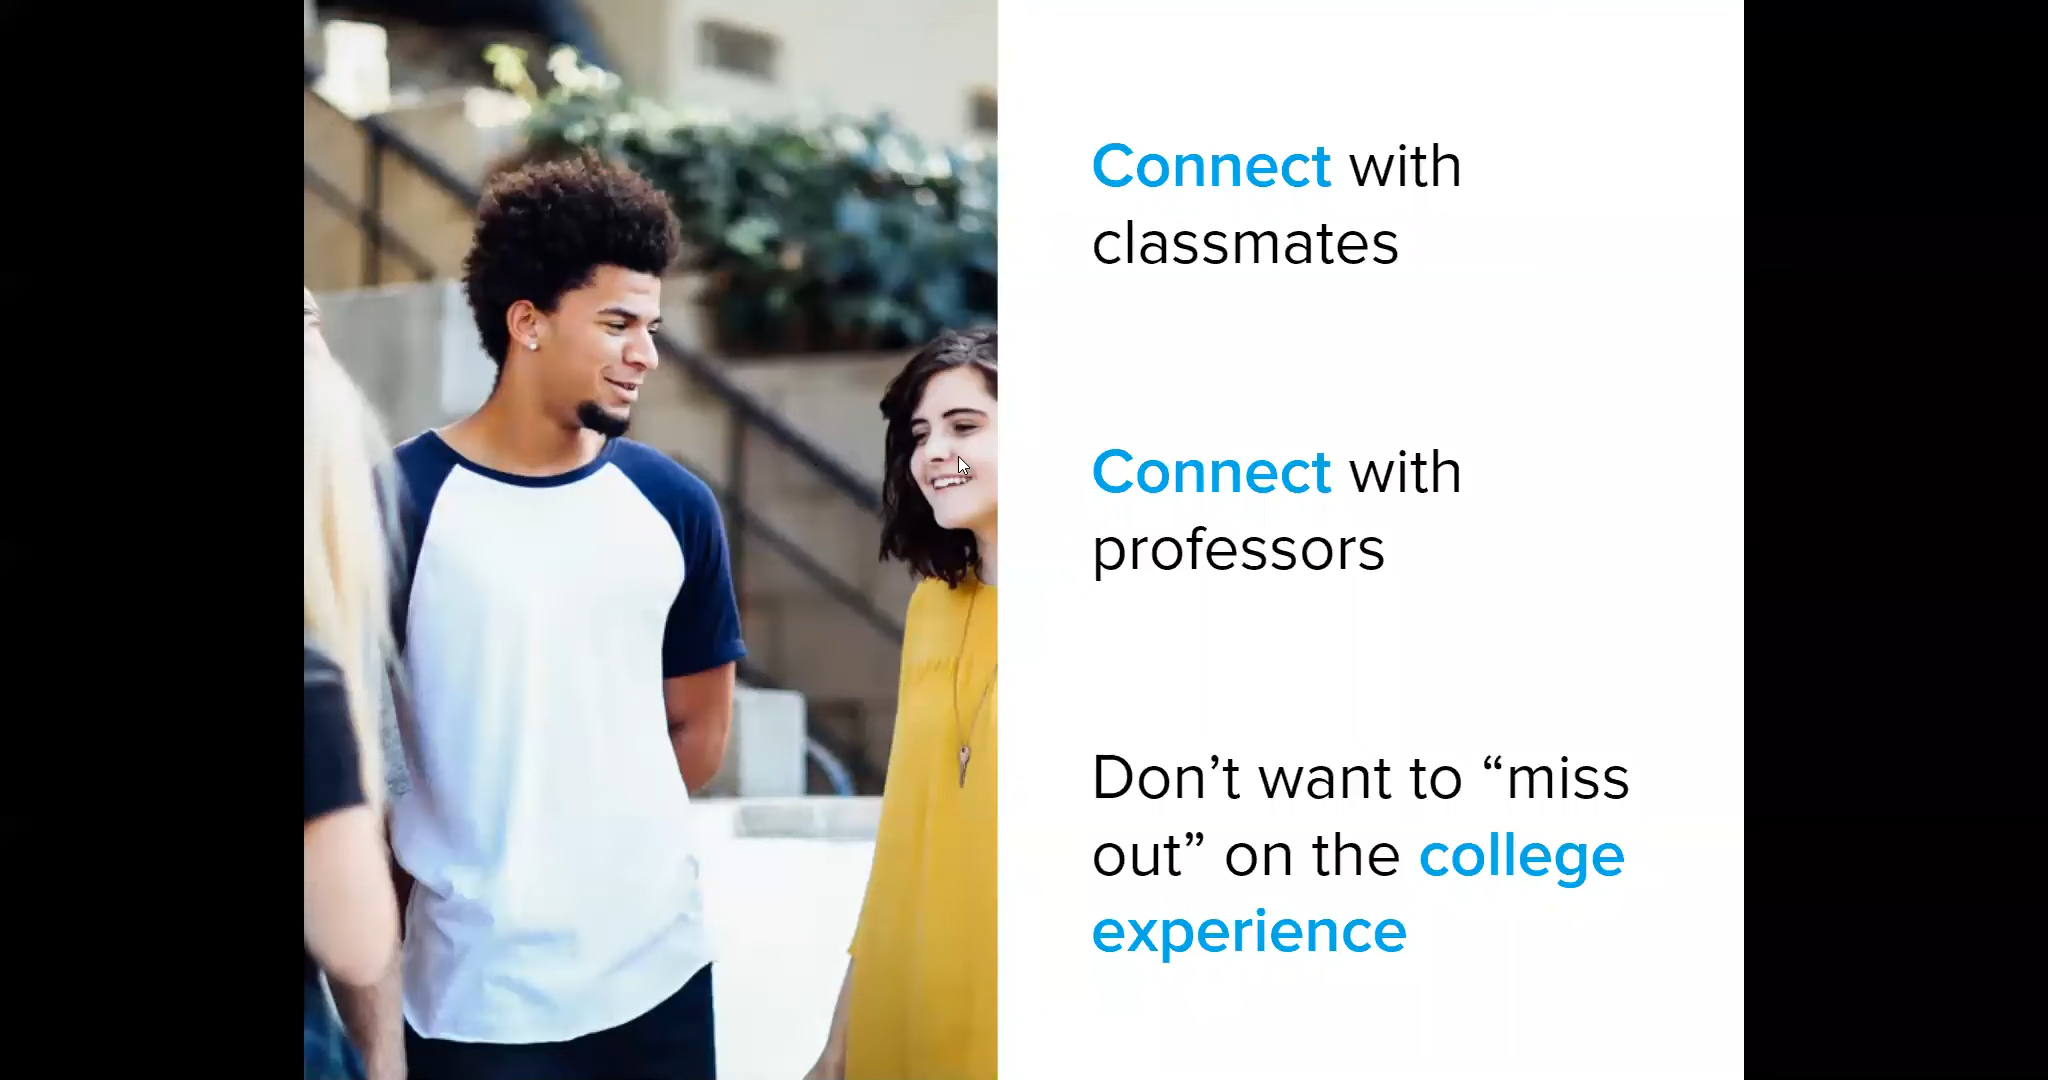 Connect with
classmates
Connect with
professors
Don’t want to “miss
out” on the college
experience